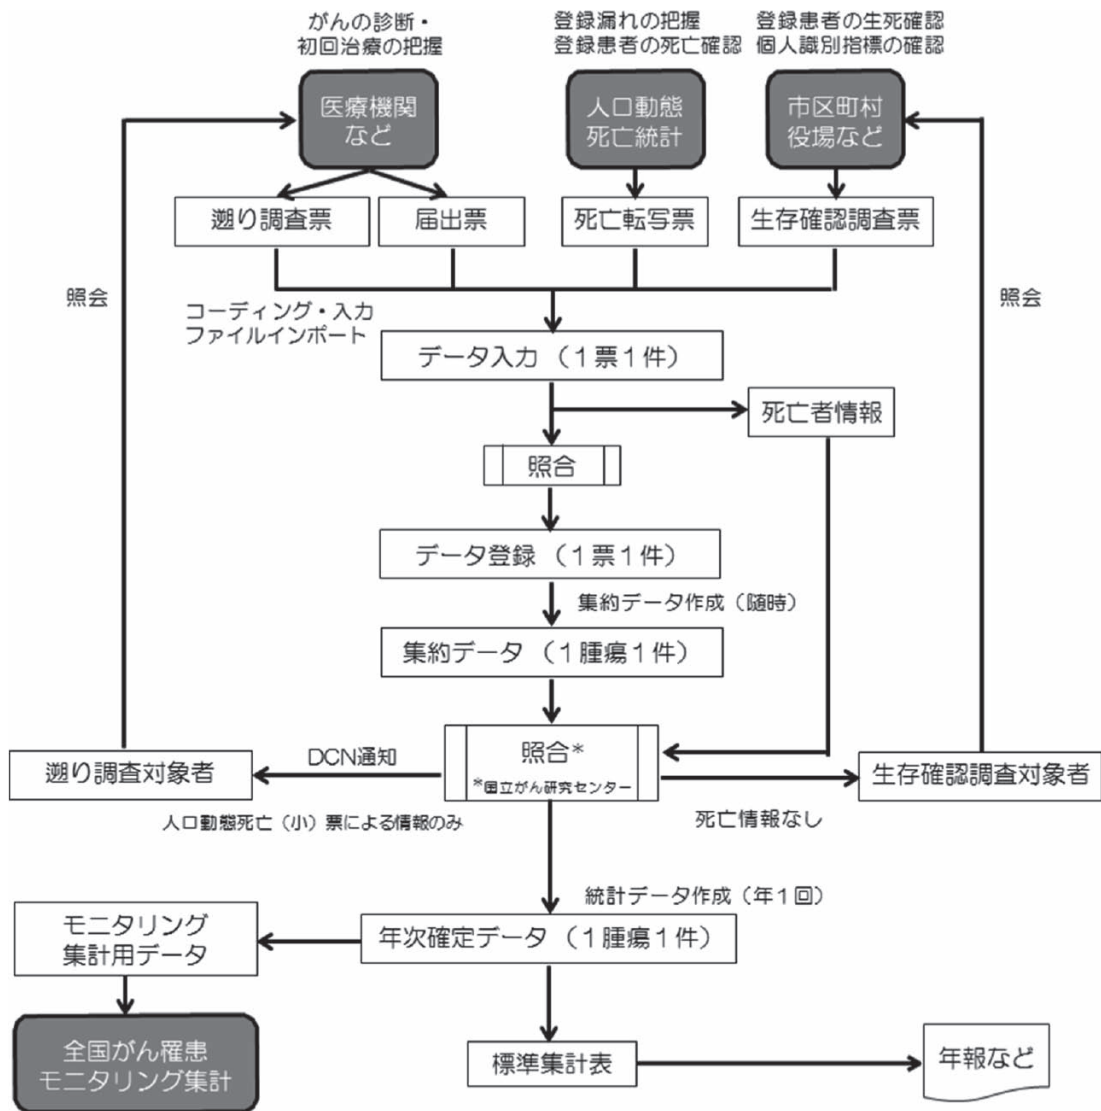 がんの診断・
初回治療の把握
登録漏れの把握
登録患者の死亡確認
登録患者の生死確認
個人識別指標の確認
医療機関
など
人口動態
死亡統計
市区町村
役場など
遡り調査票
届出票
死亡転写票
生存確認調査票
照会
照会
コーディング・入力
ファイルインポート
データ入力（1票1件）
死亡者情報
照合
データ登録（1票1件）
集約データ作成（随時）
集約データ（1腫瘍1件）
遡り調査対象者
DCN通知
照合*
*国立がん研究センター
生存確認調査対象者
人口動態死亡（小）票による情報のみ
死亡情報なし
統計データ作成（年1回）
モニタリング
集計用データ
年次確定データ（1腫瘍1件）
全国がん罹患
モニタリング集計
標準集計表
年報など